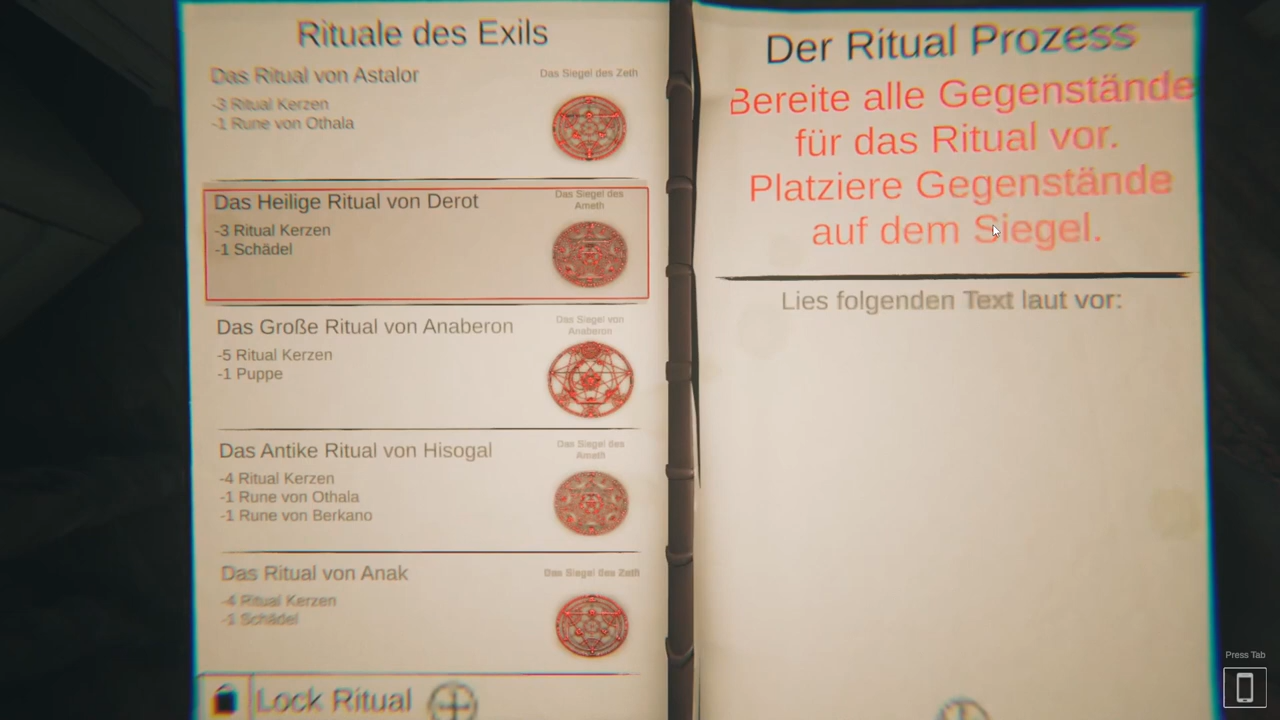 Rituale des Exils
Das Ritual von Astalor
Das Siegel des Zeth
-3 Ritual Kerzen
-1 Rune von Othala
Das Heilige Ritual von Derot
Das Siegel des
Ameth
-3 Ritual Kerzen
-1 Schädel
Das Große Ritual von Anaberon
Das Siegel von
Anaberon
-5 Ritual Kerzen
-1 Puppe
Das Antike Ritual von Hisogal
Das Siegel des
Ameth
-4 Ritual Kerzen
-1 Rune von Othala
-1 Rune von Berkano
Das Ritual von Anak
Das Siegel des Zeth
-4 Ritual Kerzen
-1 Schädel
Lock Ritual
Der Ritual Prozess
Bereite alle Gegenstände
für das Ritual vor.
Platziere Gegenstände
auf dem Siegel.
Lies folgenden Text laut vor:
Press Tab